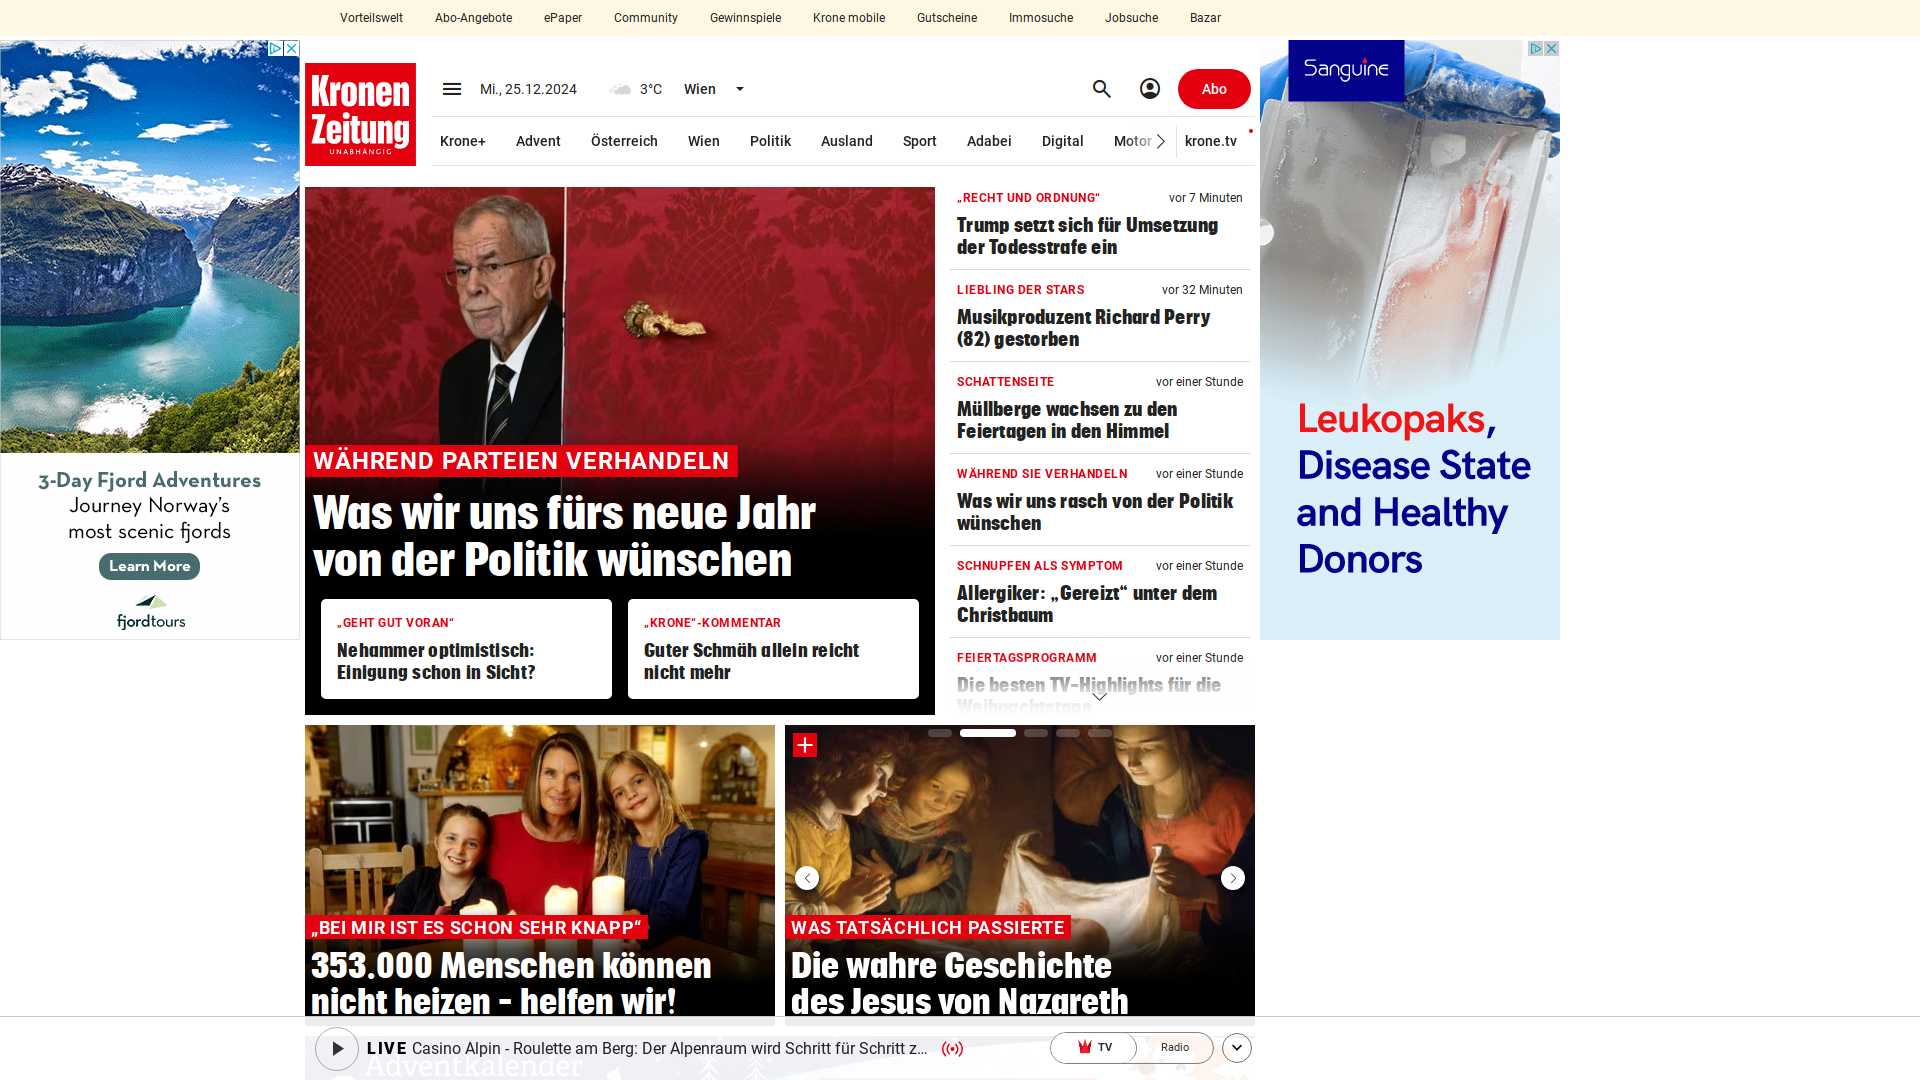 Vorteilswelt Abo-Angebote ePaper Community Gewinnspiele Krone mobile Gutscheine Immosuche Jobsuche Bazar
Kronen
Zeitung
UNABHÄNGIG
Mi., 25.12.2024 3°C Wien
Abo
Krone+ Advent Österreich Wien Politik Ausland Sport Adabei Digital Motor krone.tv
3-Day Fjord Adventures
Journey Norway's
most scenic fjords
Learn More
fjordtours
WÄHREND PARTEIEN VERHANDELN
Was wir uns fürs neue Jahr
von der Politik wünschen
„GEHT GUT VORAN“
Nehammer optimistisch:
Einigung schon in Sicht?
„KRONE“-KOMMENTAR
Guter Schmäh allein reicht
nicht mehr
„RECHT UND ORDNUNG“ vor 7 Minuten
Trump setzt sich für Umsetzung
der Todesstrafe ein
LIEBLING DER STARS vor 32 Minuten
Musikproduzent Richard Perry
(82) gestorben
SCHATTENSEITE vor einer Stunde
Müllberge wachsen zu den
Feiertagen in den Himmel
WÄHREND SIE VERHANDELN vor einer Stunde
Was wir uns rasch von der Politik
wünschen
SCHNUPFEN ALS SYMPTOM vor einer Stunde
Allergiker: „Gereizt“ unter dem
Christbaum
FEIERTAGSPROGRAMM vor einer Stunde
Die besten TV-Highlights für die
Weihnachtstage
Sanguine
Leukopaks,
Disease State
and Healthy
Donors
„BEI MIR IST ES SCHON SEHR KNAPP“
353.000 Menschen können
nicht heizen – helfen wir!
WAS TATSÄCHLICH PASSIERTE
Die wahre Geschichte
des Jesus von Nazareth
LIVE Casino Alpin - Roulette am Berg: Der Alpenraum wird Schritt für Schritt z...
TV Radio
Adventkalender